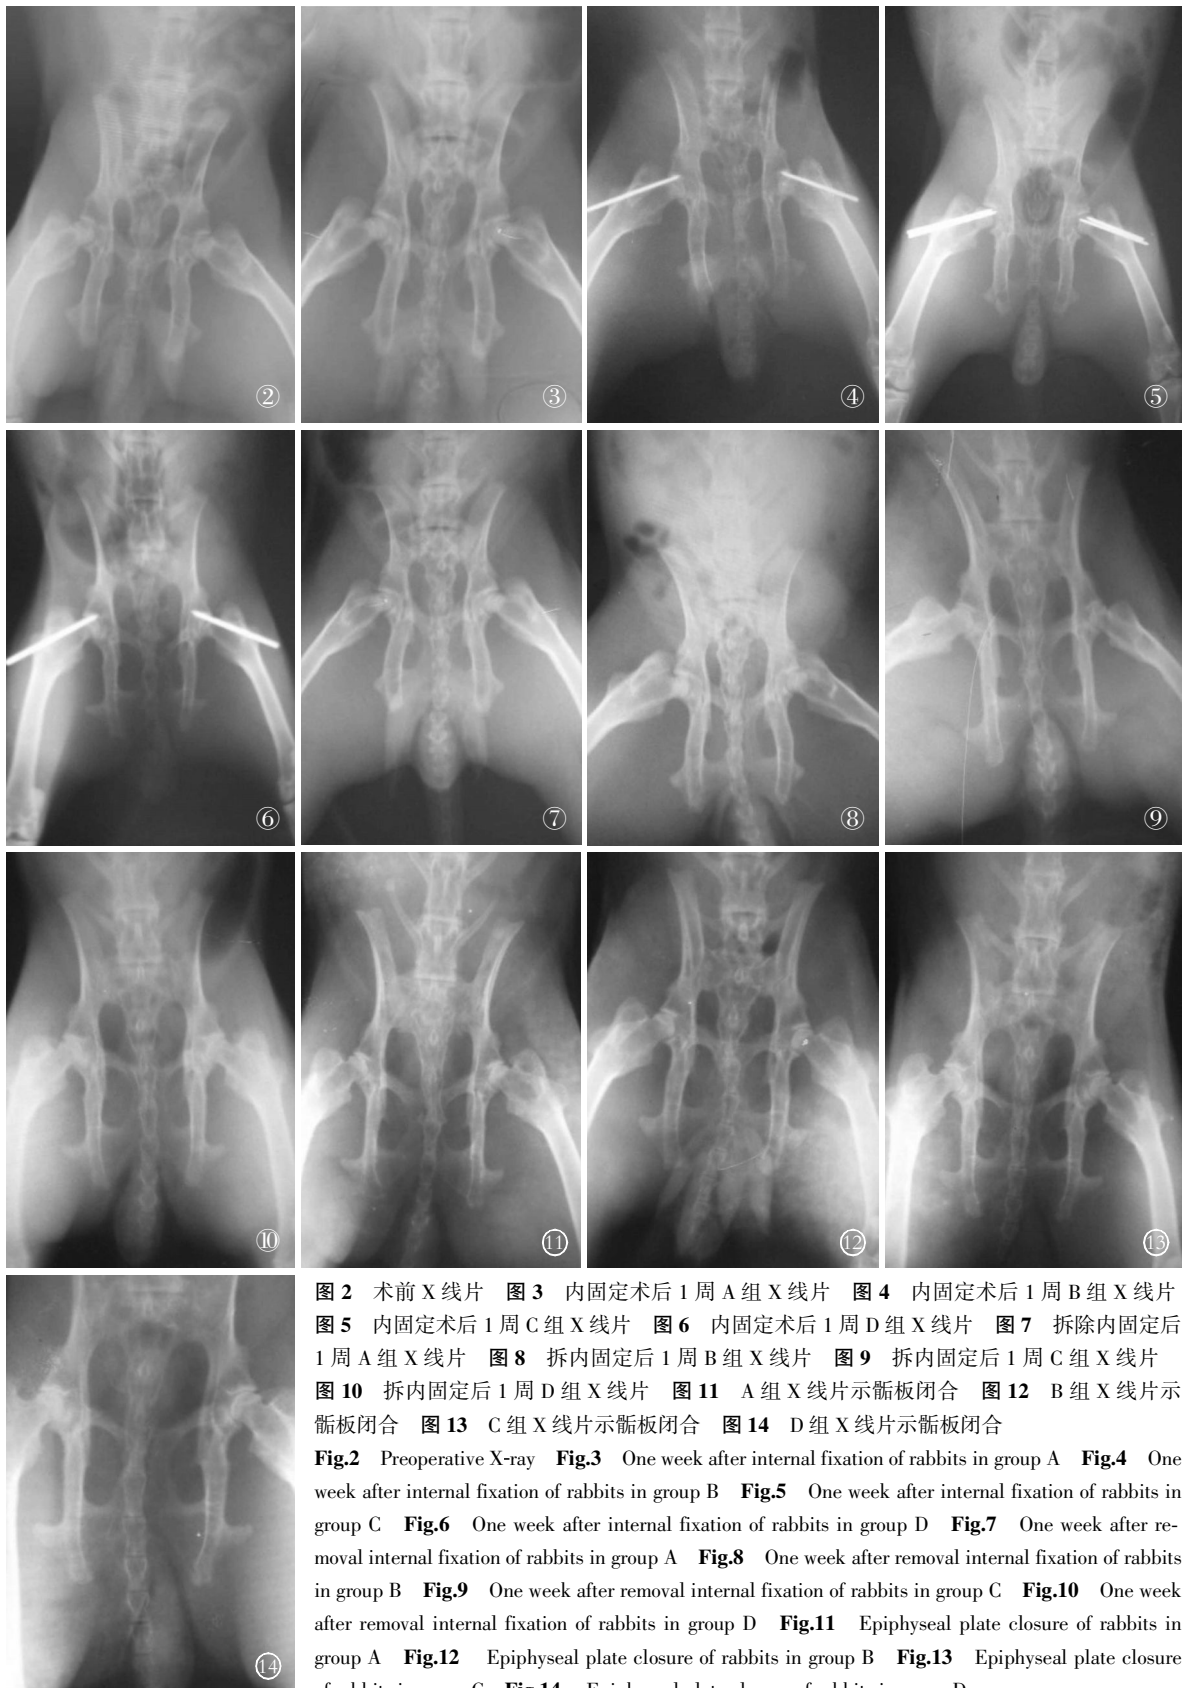 ②
③
④
⑤
⑥
⑦
⑧
⑨
⑩
⑪
⑫
⑬
⑭
图 2 术前 X 线片 图 3 内固定术后 1 周 A 组 X 线片 图 4 内固定术后 1 周 B 组 X 线片
图 5 内固定术后 1 周 C 组 X 线片 图 6 内固定术后 1 周 D 组 X 线片 图 7 拆除内固定后
1 周 A 组 X 线片 图 8 拆内固定后 1 周 B 组 X 线片 图 9 拆内固定后 1 周 C 组 X 线片
图 10 拆内固定后 1 周 D 组 X 线片 图 11 A 组 X 线片示骺板闭合 图 12 B 组 X 线片示
骺板闭合 图 13 C 组 X 线片示骺板闭合 图 14 D 组 X 线片示骺板闭合
Fig.2 Preoperative X-ray Fig.3 One week after internal fixation of rabbits in group A Fig.4 One
week after internal fixation of rabbits in group B Fig.5 One week after internal fixation of rabbits in
group C Fig.6 One week after internal fixation of rabbits in group D Fig.7 One week after re-
moval internal fixation of rabbits in group A Fig.8 One week after removal internal fixation of rabbits
in group B Fig.9 One week after removal internal fixation of rabbits in group C Fig.10 One week
after removal internal fixation of rabbits in group D Fig.11 Epiphyseal plate closure of rabbits in
group A Fig.12 Epiphyseal plate closure of rabbits in group B Fig.13 Epiphyseal plate closure